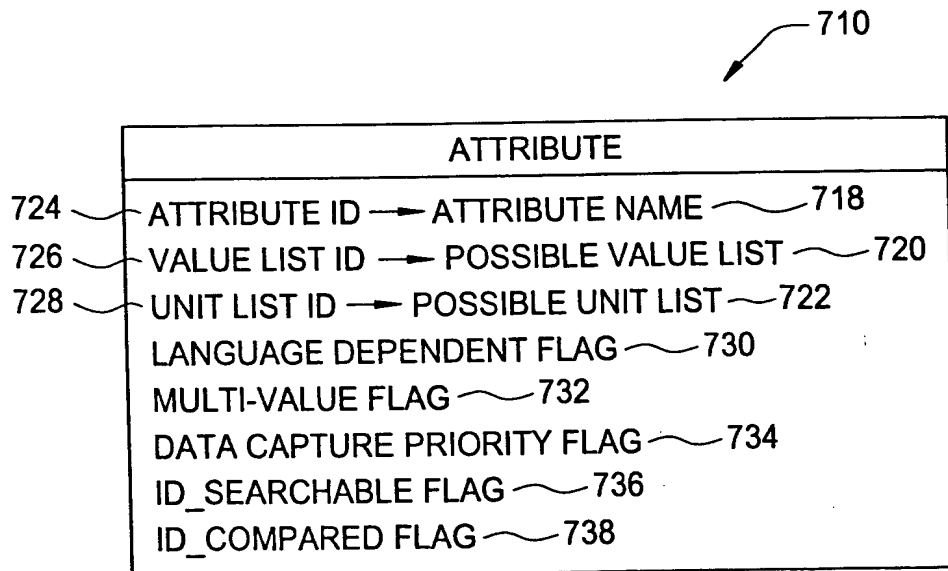 710
ATTRIBUTE
724 ATTRIBUTE ID → ATTRIBUTE NAME 718
726 VALUE LIST ID → POSSIBLE VALUE LIST 720
728 UNIT LIST ID → POSSIBLE UNIT LIST 722
LANGUAGE DEPENDENT FLAG 730
MULTI-VALUE FLAG 732
DATA CAPTURE PRIORITY FLAG 734
ID_SEARCHABLE FLAG 736
ID_COMPARED FLAG 738